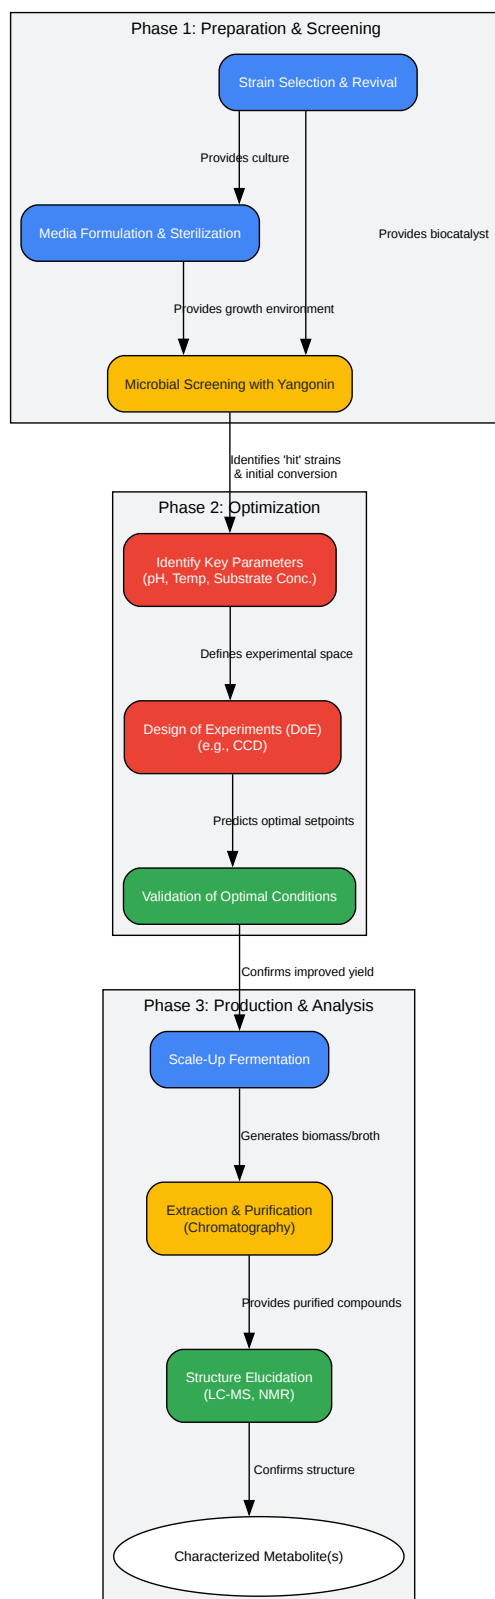 Phase 1: Preparation & Screening
Strain Selection & Revival
Provides culture
Media Formulation & Sterilization
Provides biocatalyst
Provides growth environment
Microbial Screening with Yangonin
Identifies 'hit' strains
& initial conversion
Phase 2: Optimization
Identify Key Parameters
(pH, Temp, Substrate Conc.)
Defines experimental space
Design of Experiments (DoE)
(e.g., CCD)
Predicts optimal setpoints
Validation of Optimal Conditions
Confirms improved yield
Phase 3: Production & Analysis
Scale-Up Fermentation
Generates biomass/broth
Extraction & Purification
(Chromatography)
Provides purified compounds
Structure Elucidation
(LC-MS, NMR)
Confirms structure
Characterized Metabolite(s)